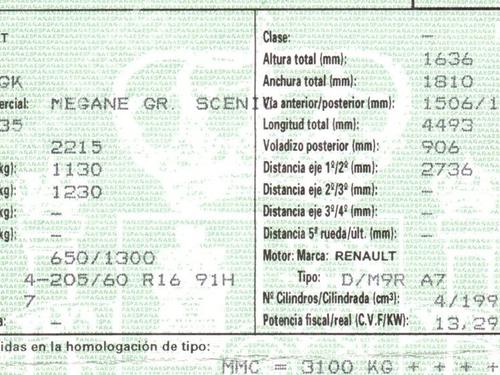 T
GK
ercial: MEGANE GR. SCENI
35
2215
kg): 1130
kg): 1230
kg): -
kg): -
650/1300
4-205/60 R16 91H
7
a: -
Clase: -
Altura total (mm): 1636
Anchura total (mm): 1810
Vía anterior/posterior (mm): 1506/1
Longitud total (mm): 4493
Voladizo posterior (mm): 906
Distancia eje 1º/2º (mm): 2736
Distancia eje 2º/3º (mm): -
Distancia eje 3º/4º (mm): -
Distancia 5ª rueda/últ. (mm): -
Motor: Marca: RENAULT
Tipo: D/M9R A7
Nº Cilindros/Cilindrada (cm³): 4/199
Potencia fiscal/real (C.V.F/KW): 13,29
idas en la homologación de tipo:
MMC = 3100 KG + + + +